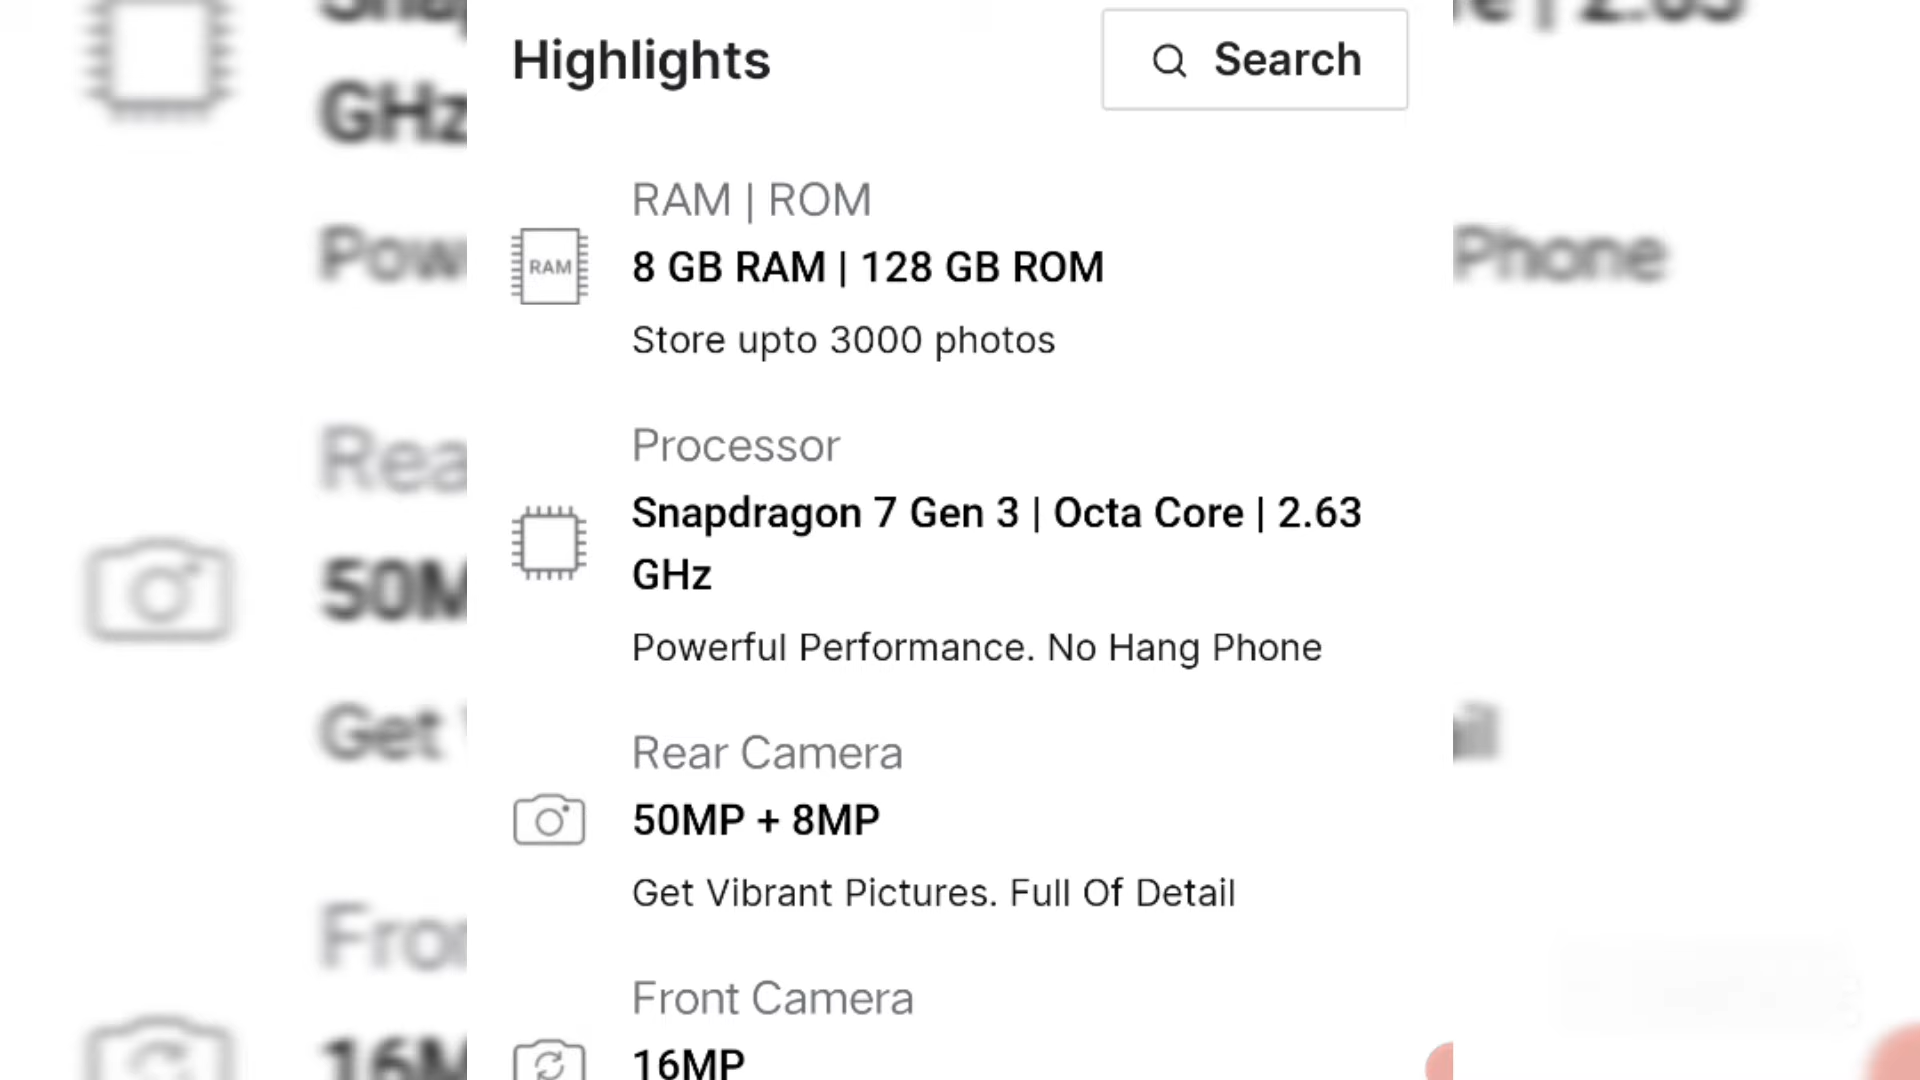 Highlights
Search
RAM | ROM
RAM
8 GB RAM | 128 GB ROM
Store upto 3000 photos
Processor
Snapdragon 7 Gen 3 | Octa Core | 2.63
GHz
Powerful Performance. No Hang Phone
Rear Camera
50MP + 8MP
Get Vibrant Pictures. Full Of Detail
Front Camera
16MP